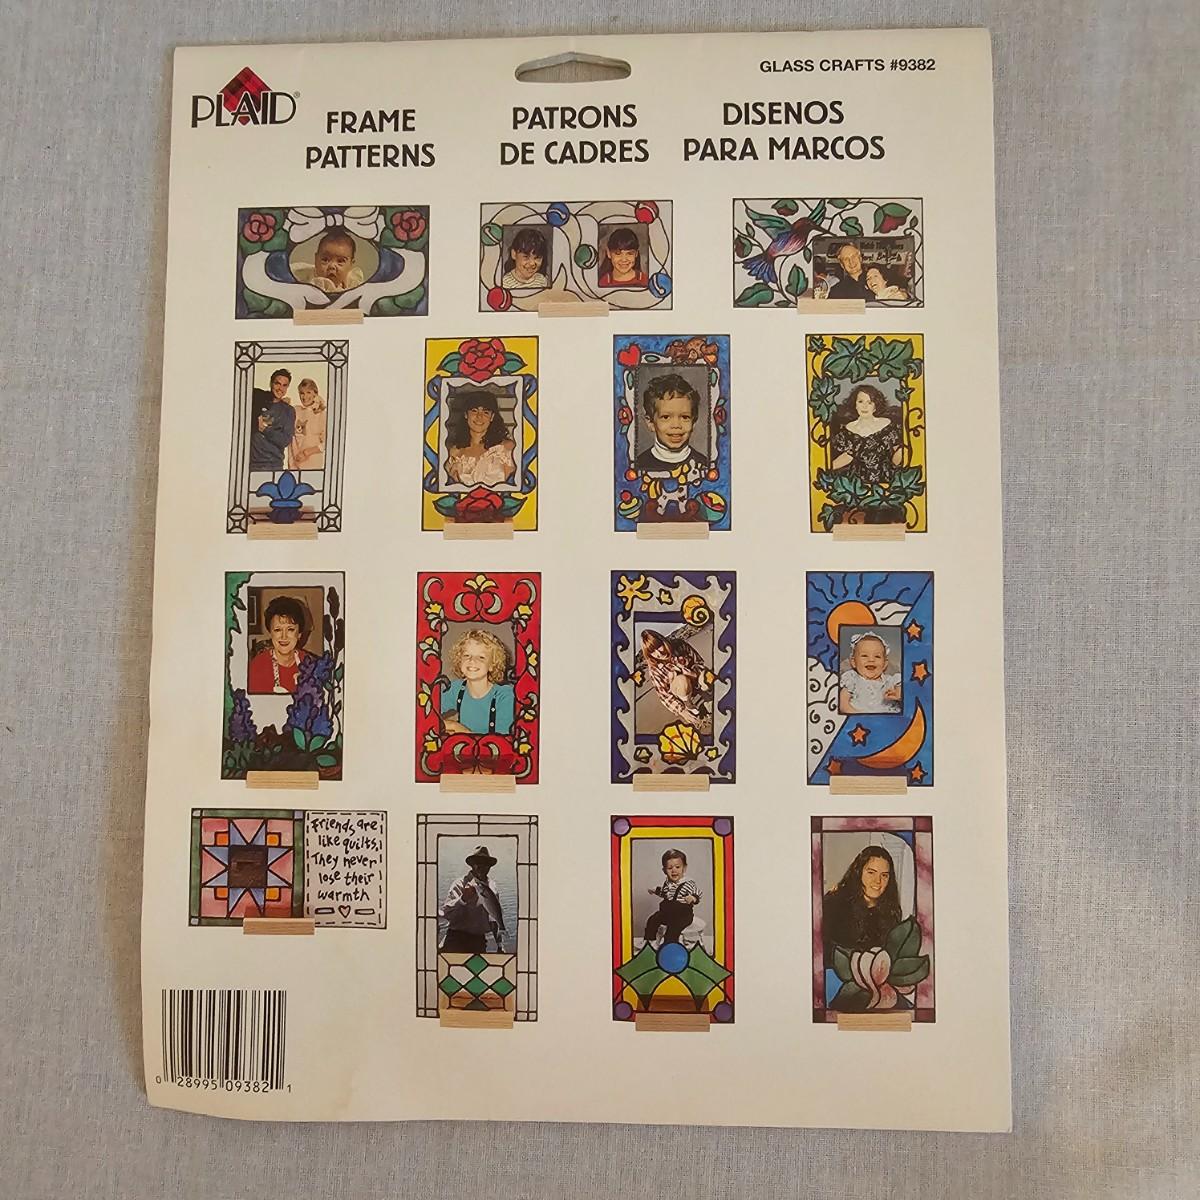 GLASS CRAFTS #9382
PLAID®
FRAME
PATTERNS
PATRONS
DE CADRES
DISENOS
PARA MARCOS
Friends are
like quilts,
They never
lose their
warmth
0 28995 09382 1